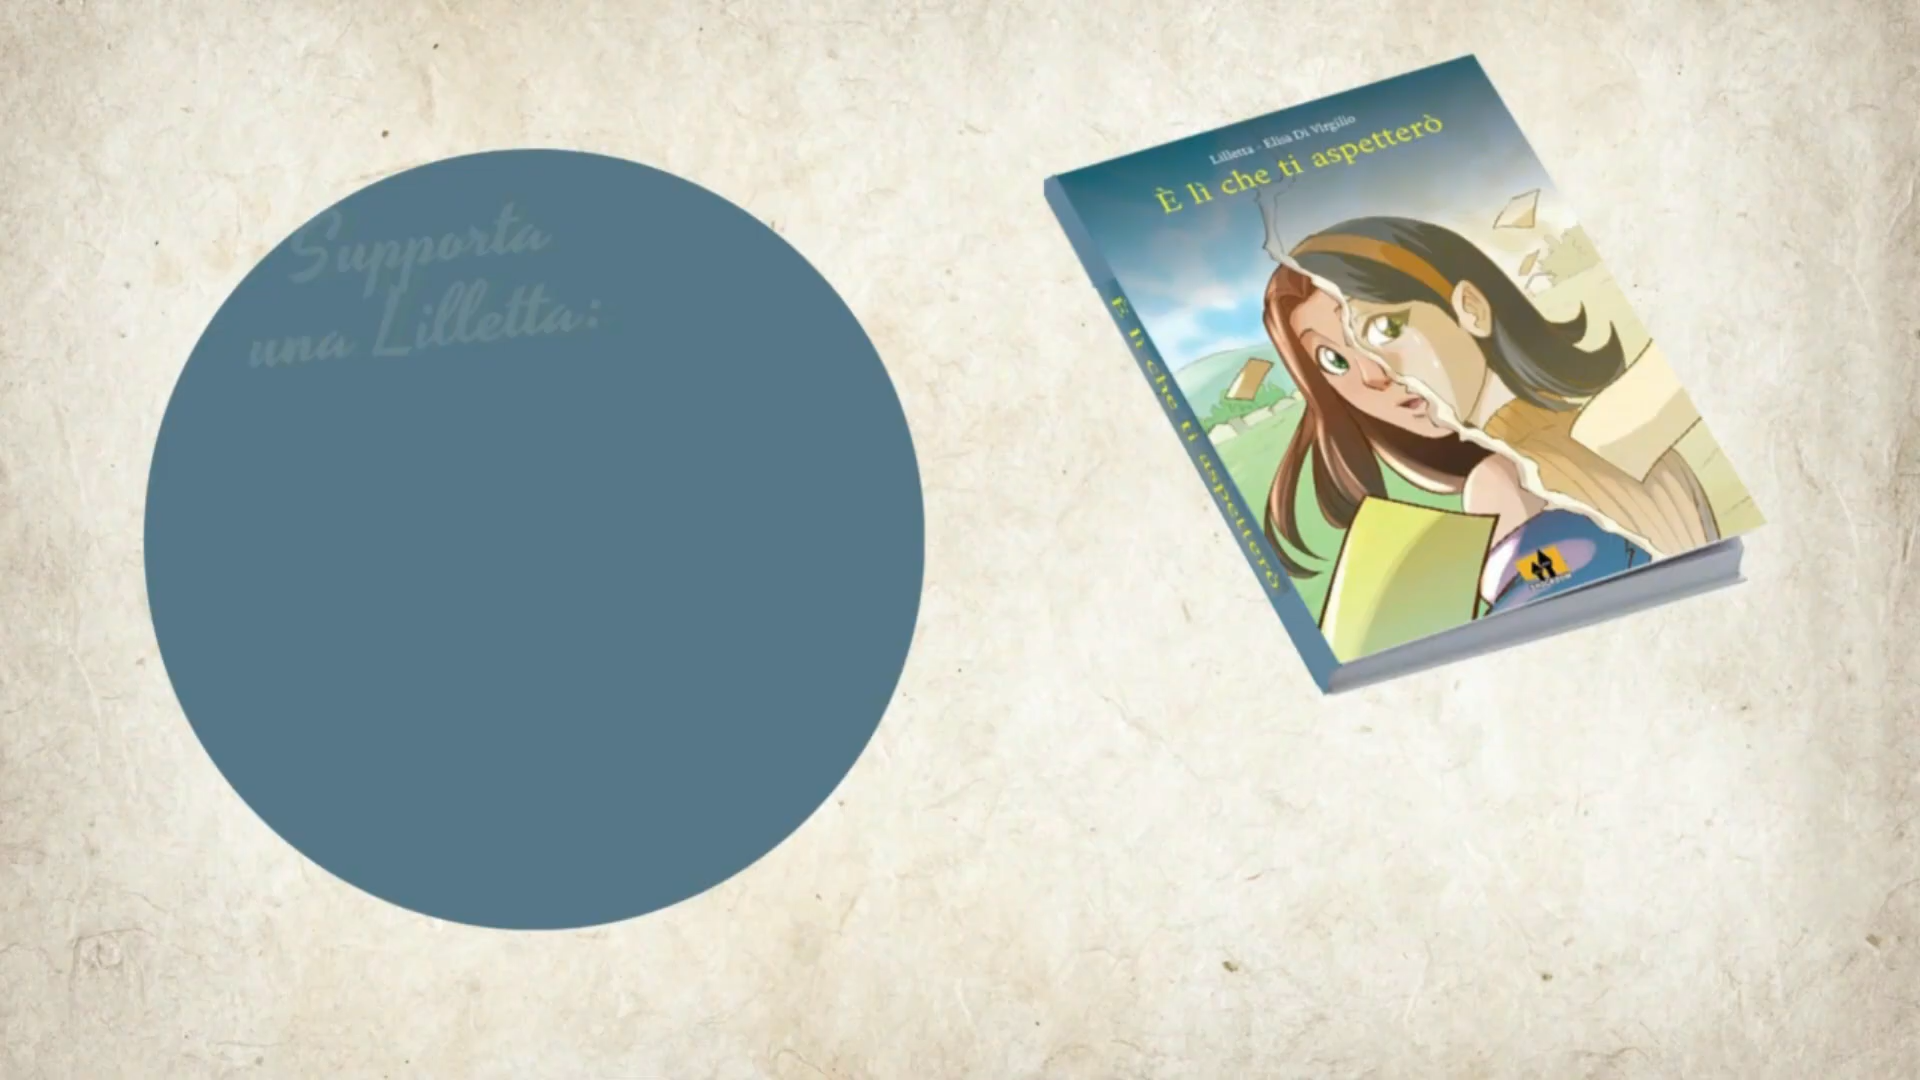 Supporta
una Lilletta:
Lilletta - Elisa Di Virgilio
È lì che ti aspetterò
È lì che ti aspetterò